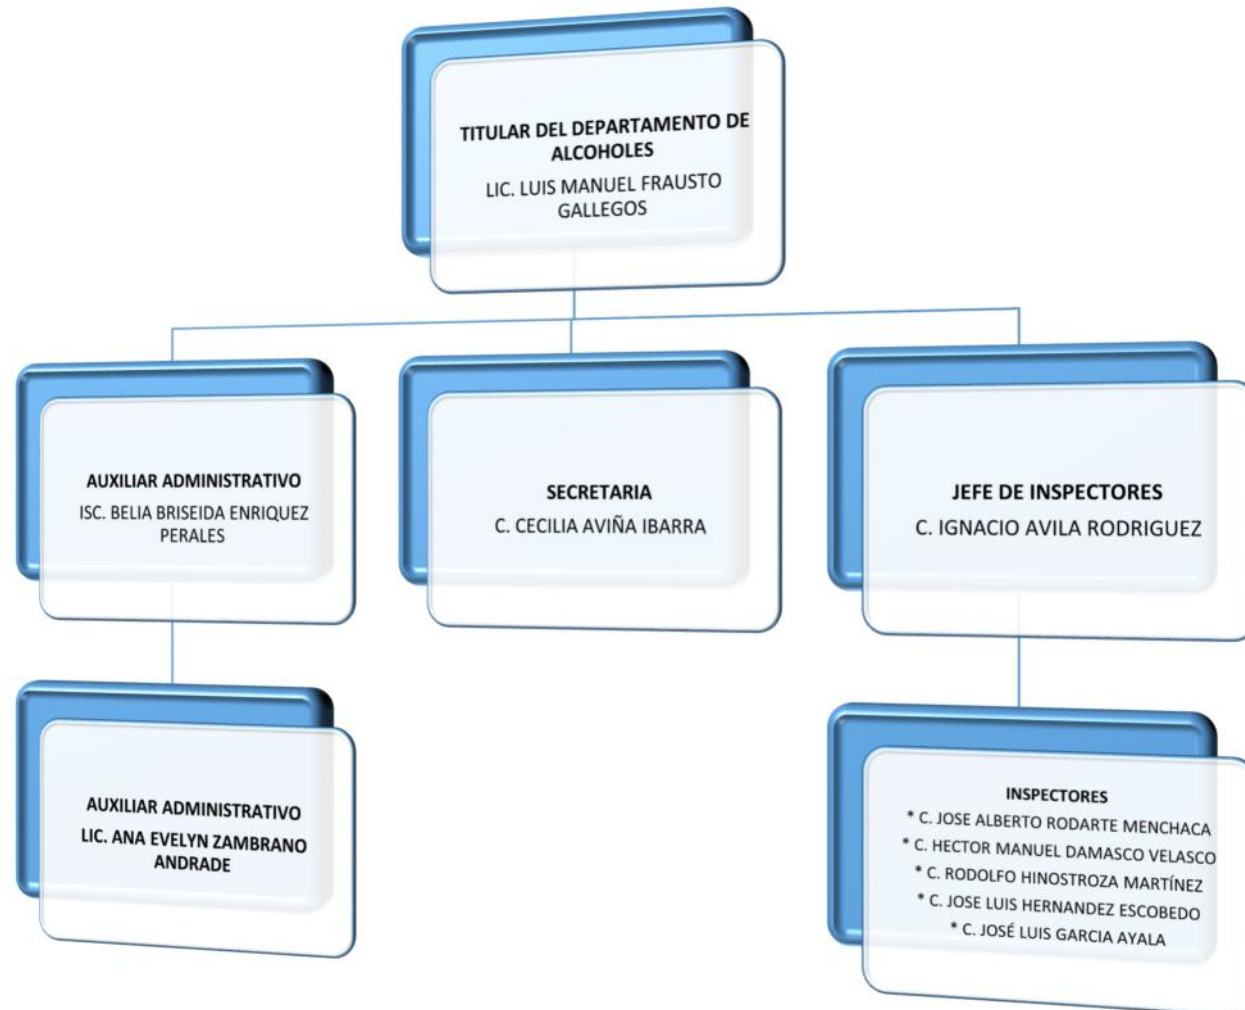 TITULAR DEL DEPARTAMENTO DE
ALCOHOLES
LIC. LUIS MANUEL FRAUSTO
GALLEGOS
AUXILIAR ADMINISTRATIVO
ISC. BELIA BRISEIDA ENRIQUEZ
PERALES
SECRETARIA
C. CECILIA AVIÑA IBARRA
JEFE DE INSPECTORES
C. IGNACIO AVILA RODRIGUEZ
AUXILIAR ADMINISTRATIVO
LIC. ANA EVELYN ZAMBRANO
ANDRADE
INSPECTORES
* C. JOSE ALBERTO RODARTE MENCHACA
* C. HECTOR MANUEL DAMASCO VELASCO
* C. RODOLFO HINOSTROZA MARTÍNEZ
* C. JOSE LUIS HERNANDEZ ESCOBEDO
* C. JOSÉ LUIS GARCIA AYALA